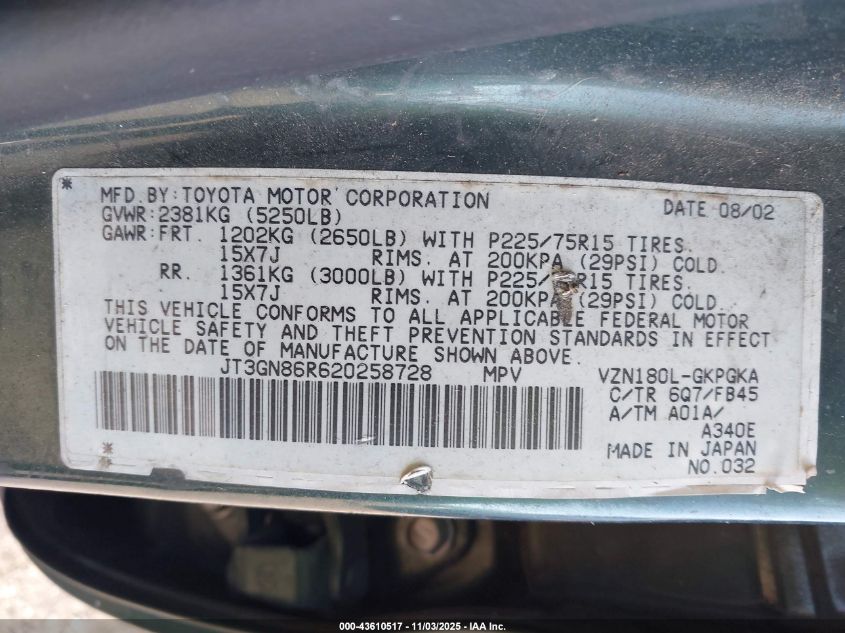 MFD. BY: TOYOTA MOTOR CORPORATION DATE 08/02
GVWR: 2381KG (5250LB)
GAWR: FRT. 1202KG (2650LB) WITH P225/75R15 TIRES.
15X7J RIMS. AT 200KPA (29PSI) COLD.
RR. 1361KG (3000LB) WITH P225/ R15 TIRES.
15X7J RIMS. AT 200KPA (29PSI) COLD
THIS VEHICLE CONFORMS TO ALL APPLICABLE FEDERAL MOTOR
VEHICLE SAFETY AND THEFT PREVENTION STANDARDS IN EFFECT
ON THE DATE OF MANUFACTURE SHOWN ABOVE.
JT3GN86R620258728 MPV VZN180L-GKPGKA
C/TR 6Q7/FB45
A/TM A01A/
A340E
MADE IN JAPAN
NO.032
000-43610517 - 11/03/2025 - IAA Inc.